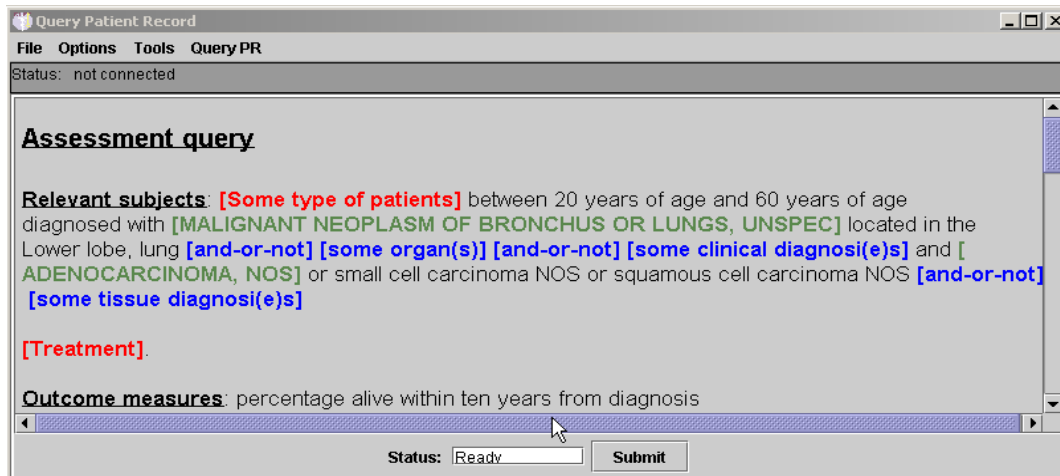 Query Patient Record
File Options Tools Query PR
Status: not connected
Assessment query
Relevant subjects: [Some type of patients] between 20 years of age and 60 years of age
diagnosed with [MALIGNANT NEOPLASM OF BRONCHUS OR LUNGS, UNSPEC] located in the
Lower lobe, lung [and-or-not] [some organ(s)] [and-or-not] [some clinical diagnosi(e)s] and [
ADENOCARCINOMA, NOS] or small cell carcinoma NOS or squamous cell carcinoma NOS [and-or-not]
[some tissue diagnosi(e)s]
[Treatment].
Outcome measures: percentage alive within ten years from diagnosis
Status: Ready Submit